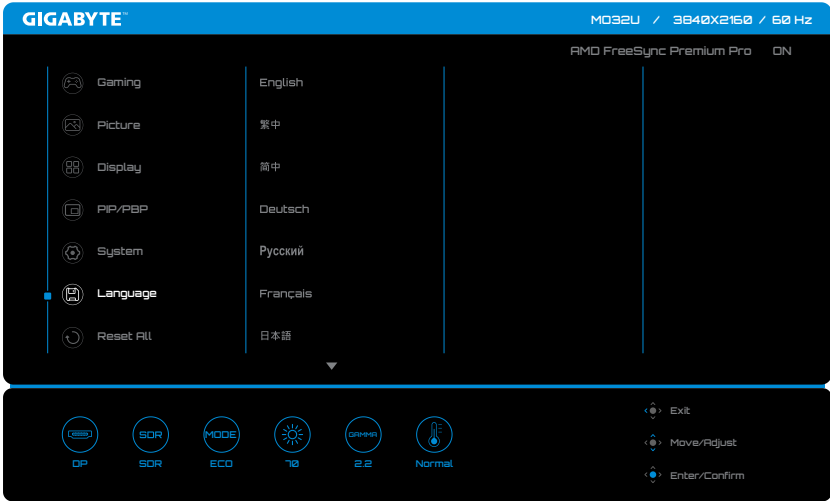 GIGABYTE™
MD32U / 3840X2160 / 60 Hz
AMD FreeSync Premium Pro ON
Gaming
Picture
Display
PIP/PBP
System
Language
Reset All
English
繁中
简中
Deutsch
Русский
Français
日本語
DP
SDR
SDR
MODE
ECO
70
GAMMA
2.2
Normal
Exit
Move/Adjust
Enter/Confirm